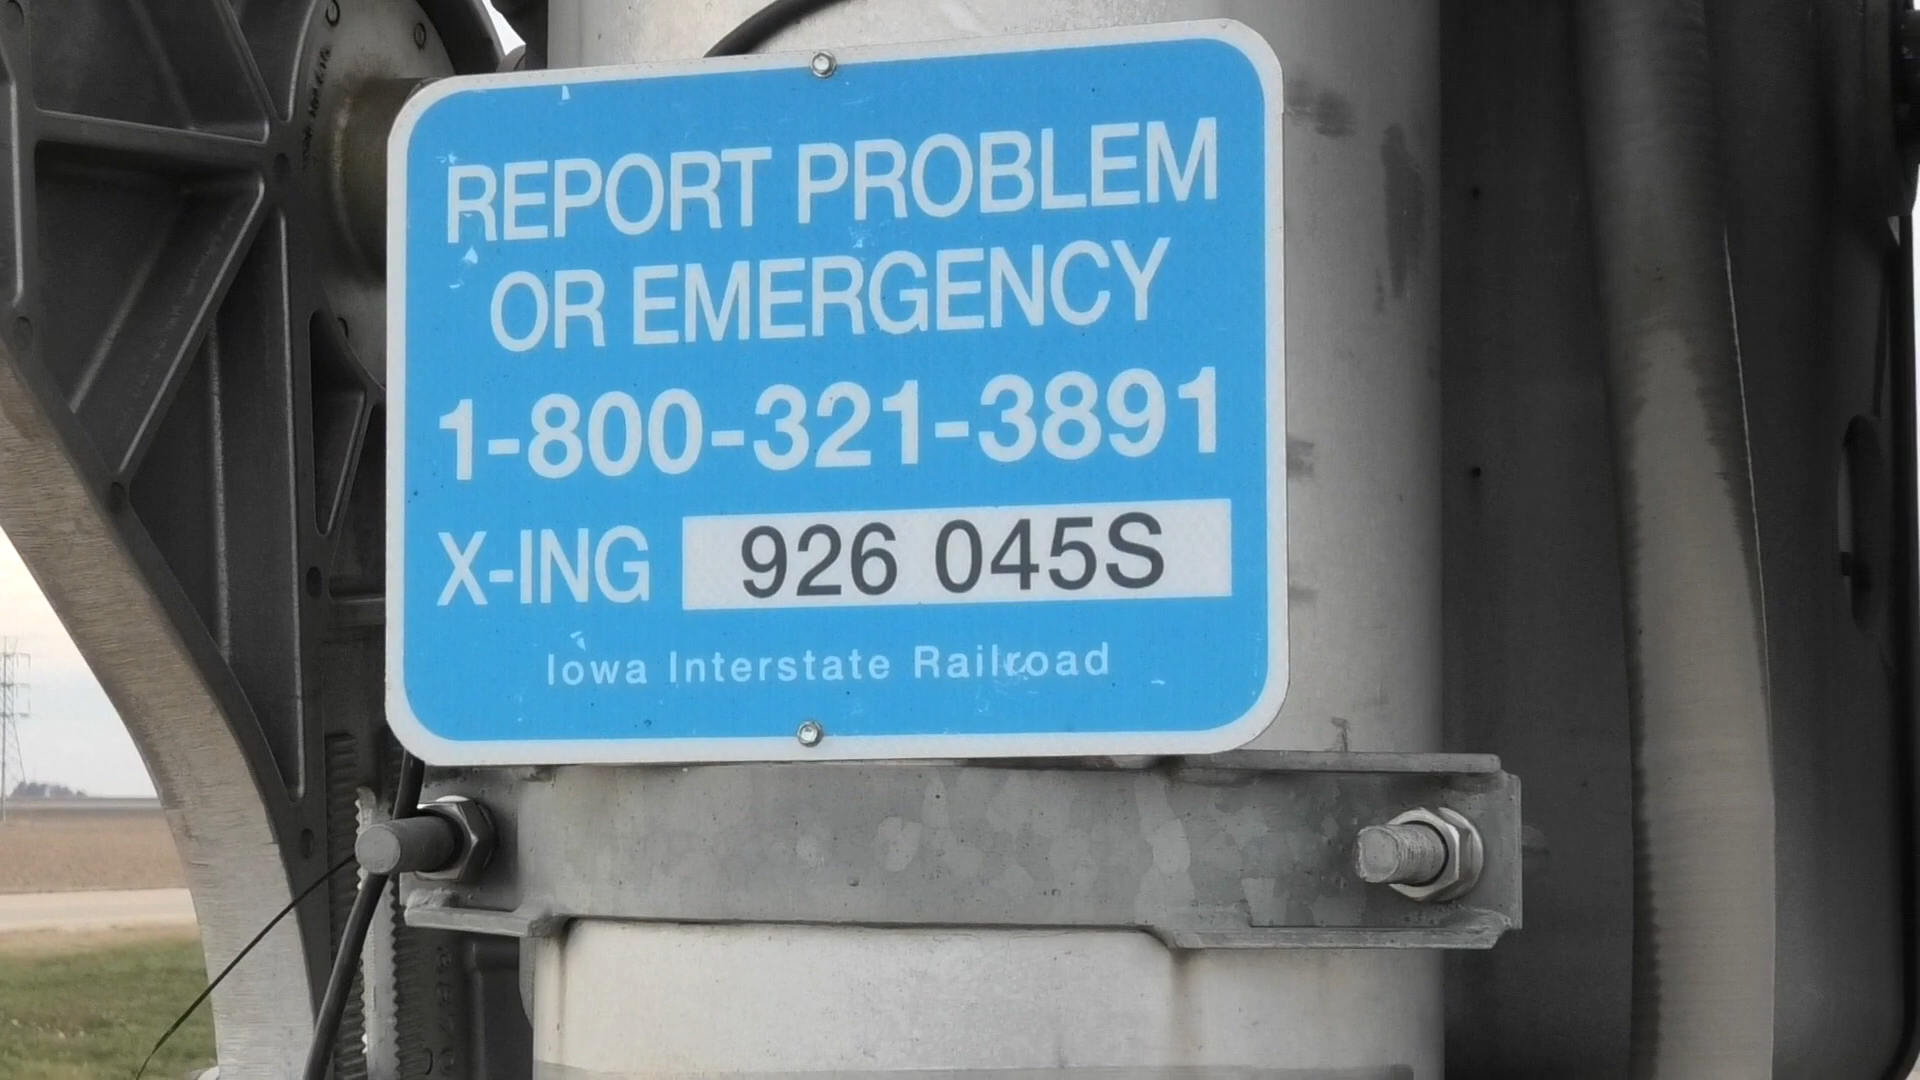 REPORT PROBLEM
OR EMERGENCY
1-800-321-3891
X-ING 926 045S
Iowa Interstate Railroad